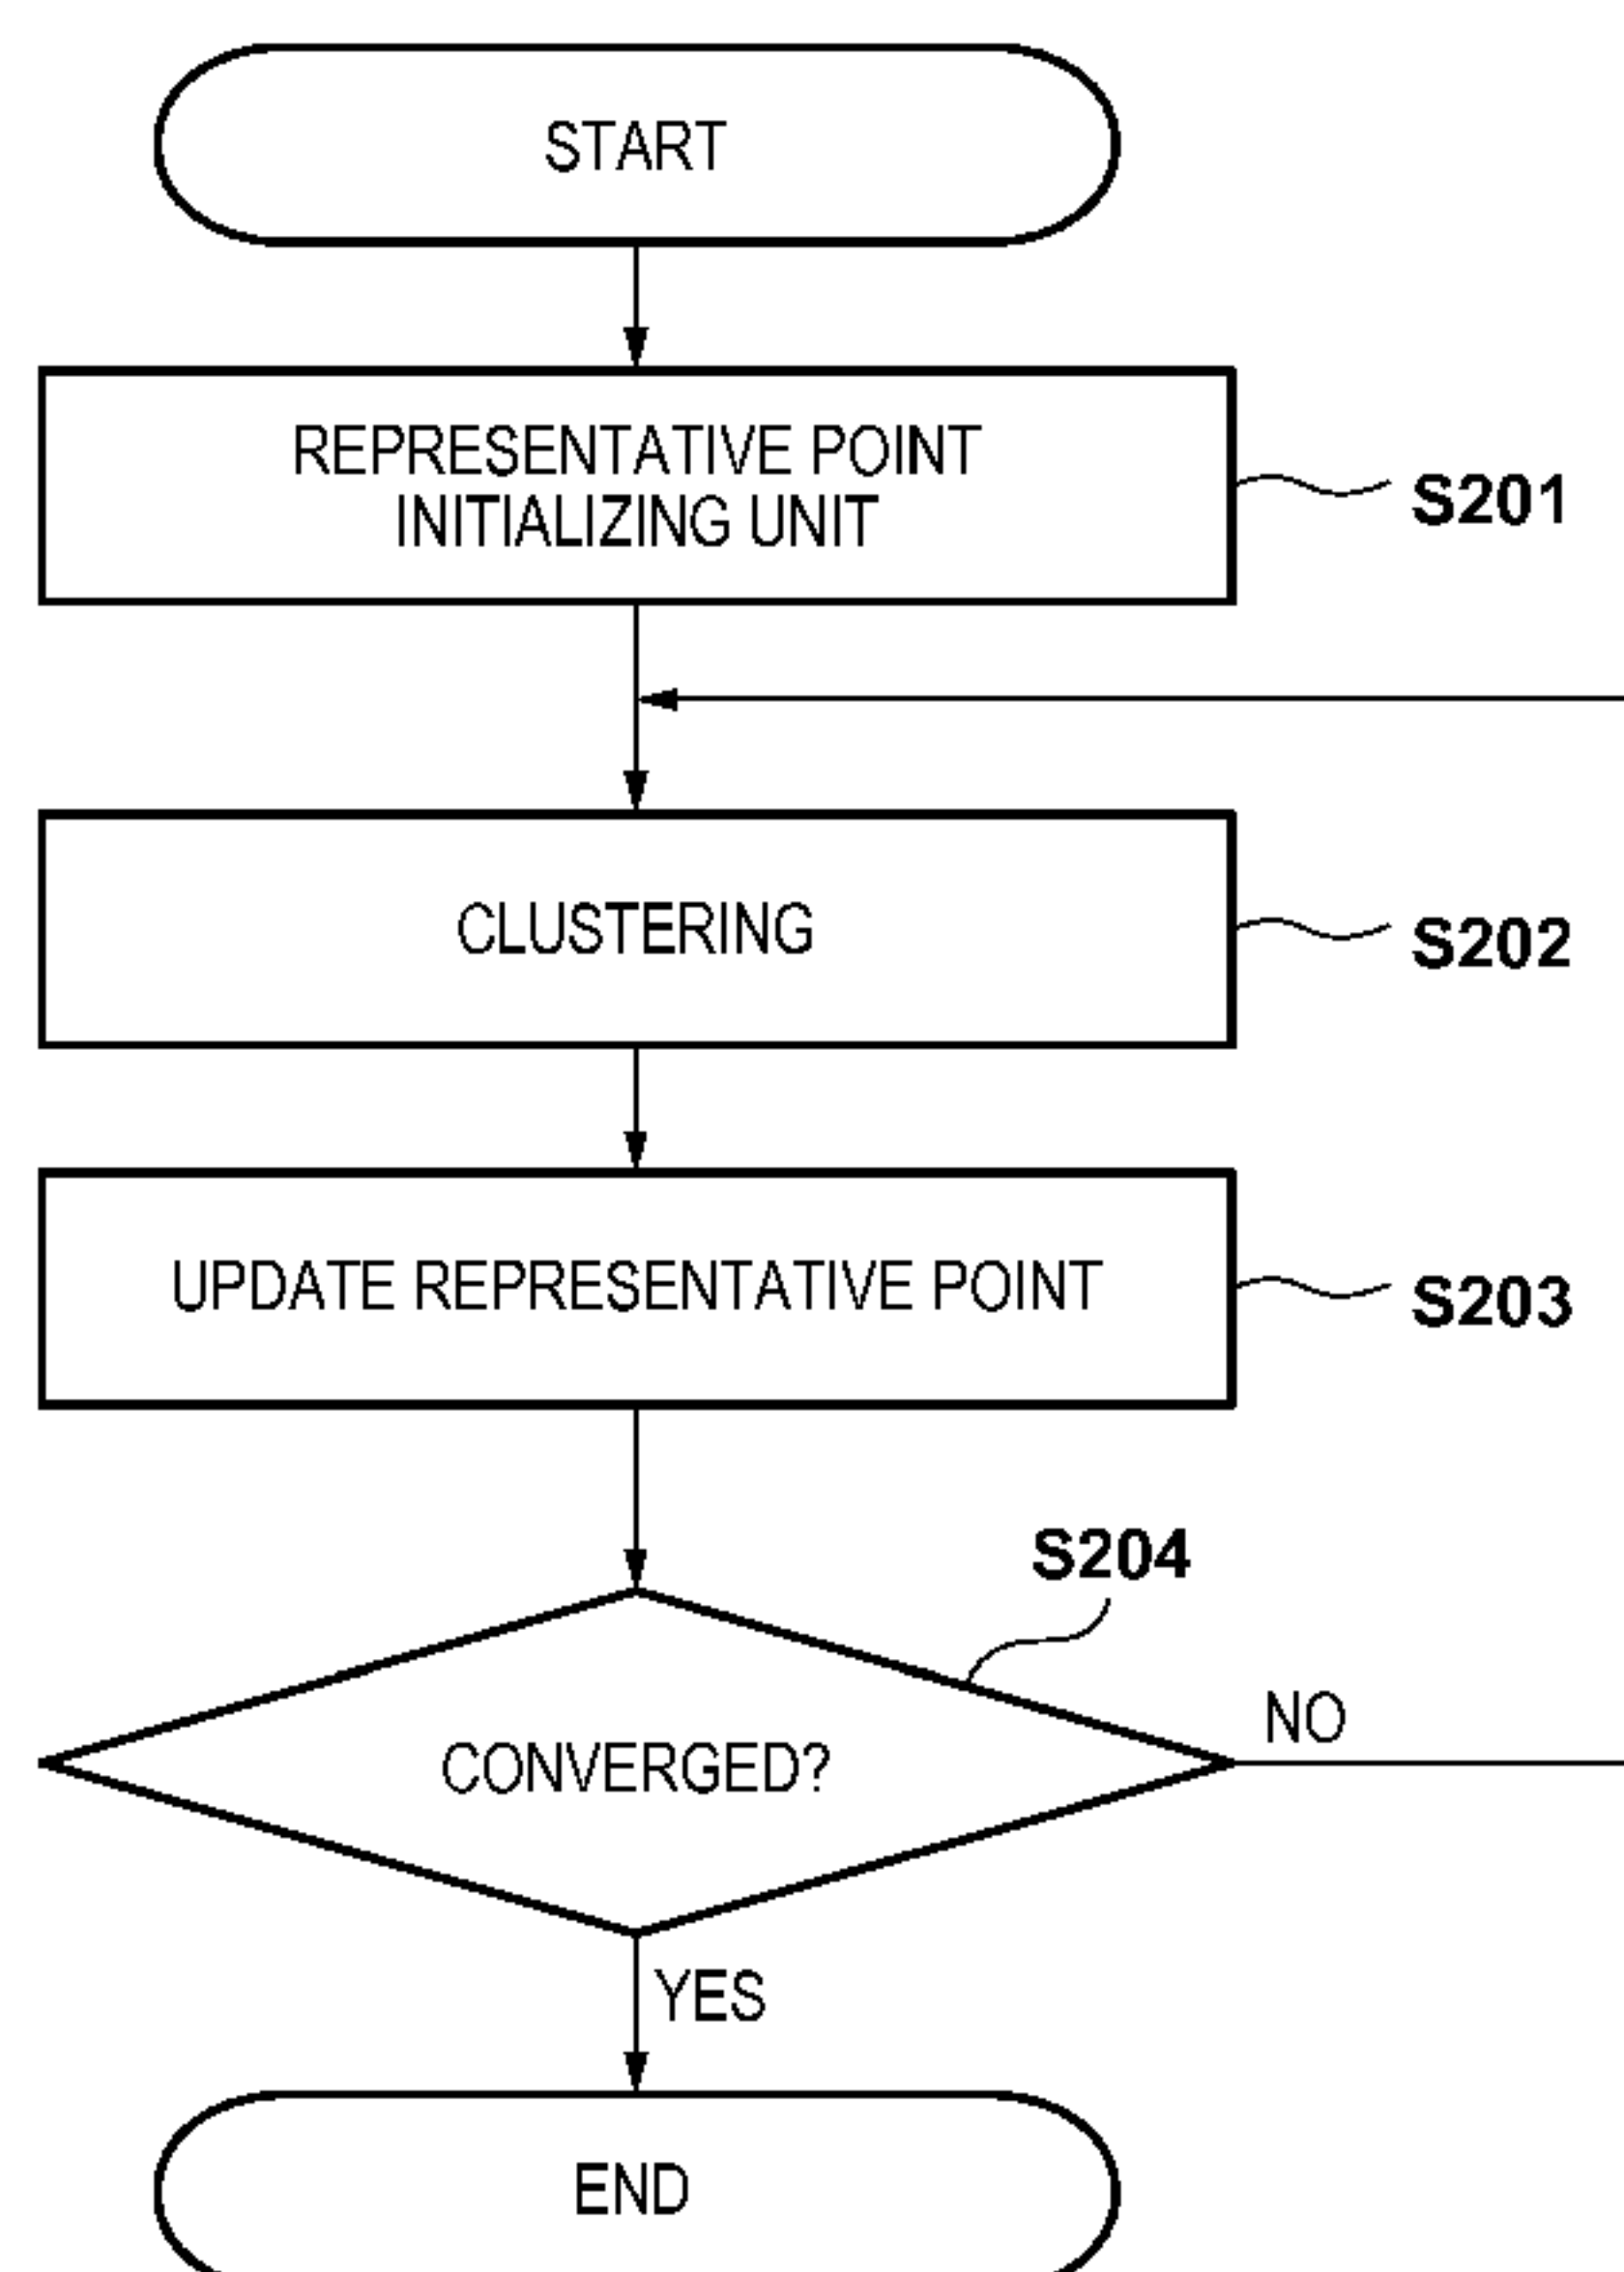 START
REPRESENTATIVE POINT
INITIALIZING UNIT
S201
CLUSTERING
S202
UPDATE REPRESENTATIVE POINT
S203
S204
CONVERGED?
NO
YES
END